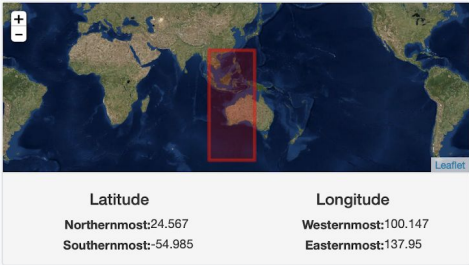 +
−
Leaflet
Latitude
Longitude
Northernmost:24.567
Westernmost:100.147
Southernmost:-54.985
Easternmost:137.95